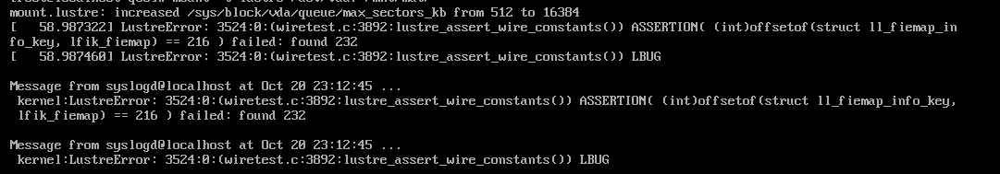 mount.lustre: increased /sys/block/vda/queue/max_sectors_kb from 512 to 16384
[   58.987322] LustreError: 3524:0:(wiretest.c:3892:lustre_assert_wire_constants()) ASSERTION( (int)offsetof(struct ll_fiemap_in
fo_key, lfik_fiemap) == 216 ) failed: found 232
[   58.987460] LustreError: 3524:0:(wiretest.c:3892:lustre_assert_wire_constants()) LBUG
Message from syslogd@localhost at Oct 20 23:12:45 ...
 kernel:LustreError: 3524:0:(wiretest.c:3892:lustre_assert_wire_constants()) ASSERTION( (int)offsetof(struct ll_fiemap_info_key,
 lfik_fiemap) == 216 ) failed: found 232
Message from syslogd@localhost at Oct 20 23:12:45 ...
 kernel:LustreError: 3524:0:(wiretest.c:3892:lustre_assert_wire_constants()) LBUG